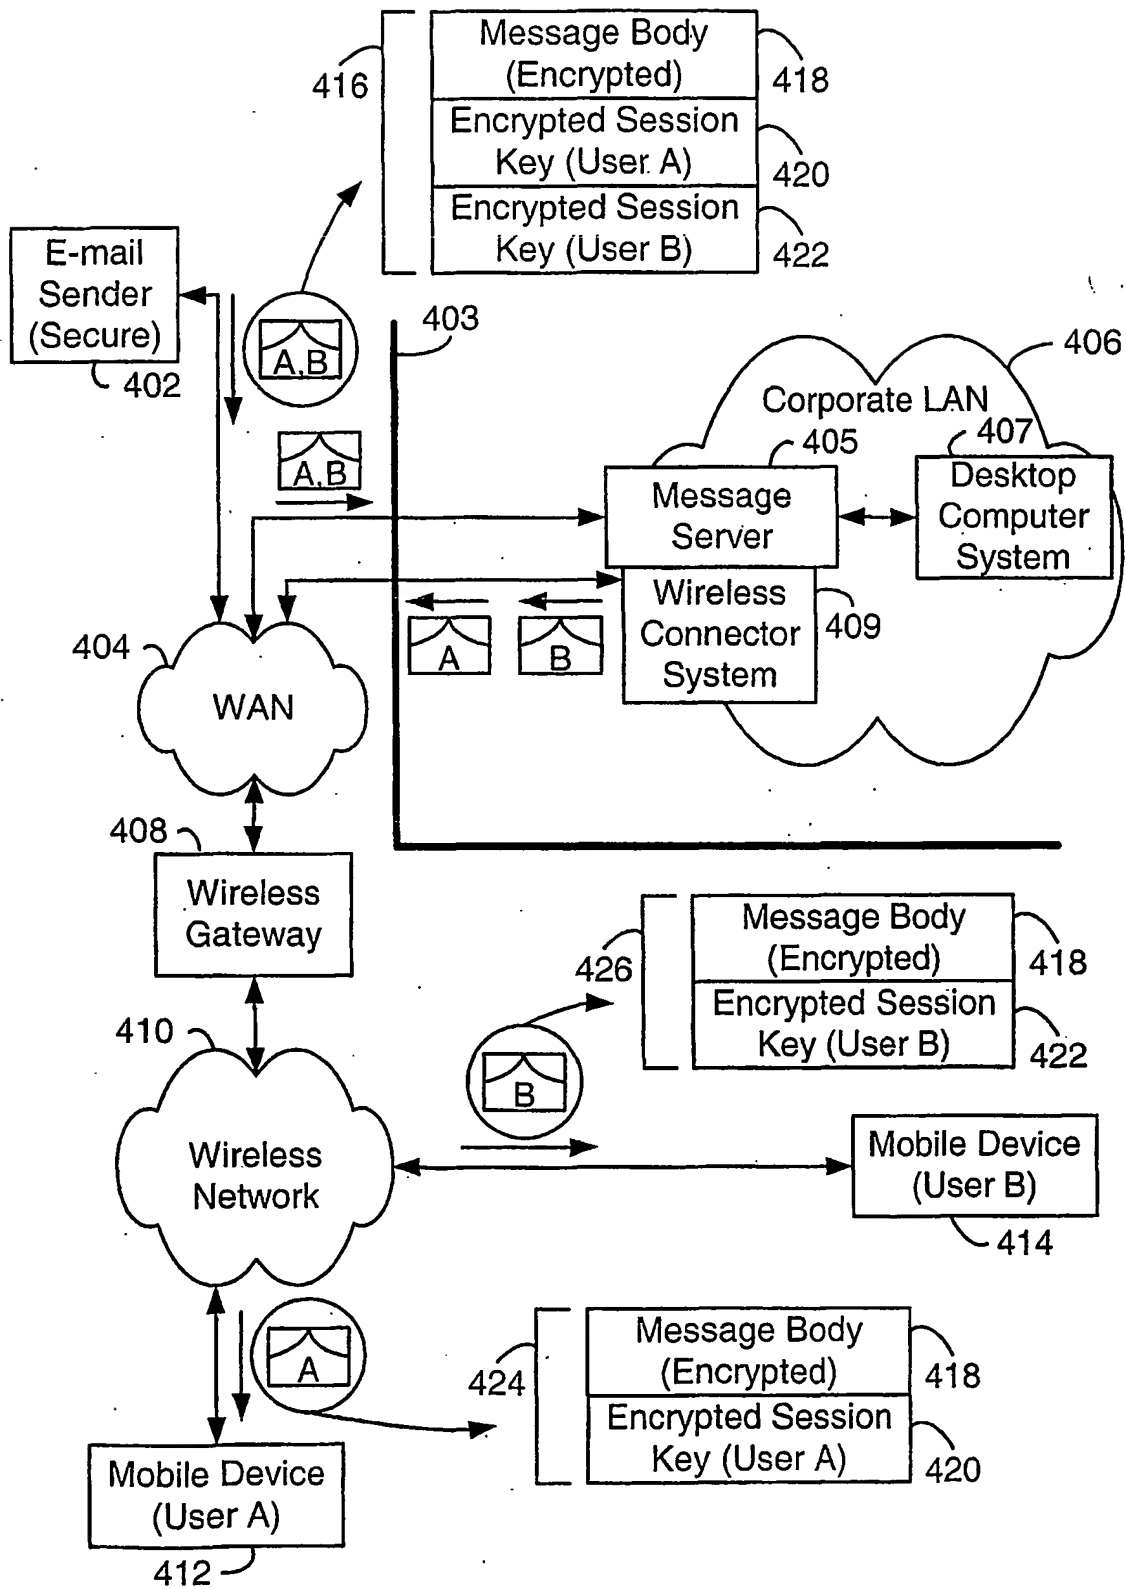 416
Message Body
(Encrypted)
418
Encrypted Session
Key (User A)
420
Encrypted Session
Key (User B)
422
E-mail
Sender
(Secure)
402
A,B
A,B
403
406
Corporate LAN
405
407
Message
Server
Desktop
Computer
System
Wireless
Connector
System
409
A
B
404
WAN
408
Wireless
Gateway
410
Wireless
Network
426
Message Body
(Encrypted)
418
Encrypted Session
Key (User B)
422
B
Mobile Device
(User B)
414
A
424
Message Body
(Encrypted)
418
Encrypted Session
Key (User A)
420
Mobile Device
(User A)
412